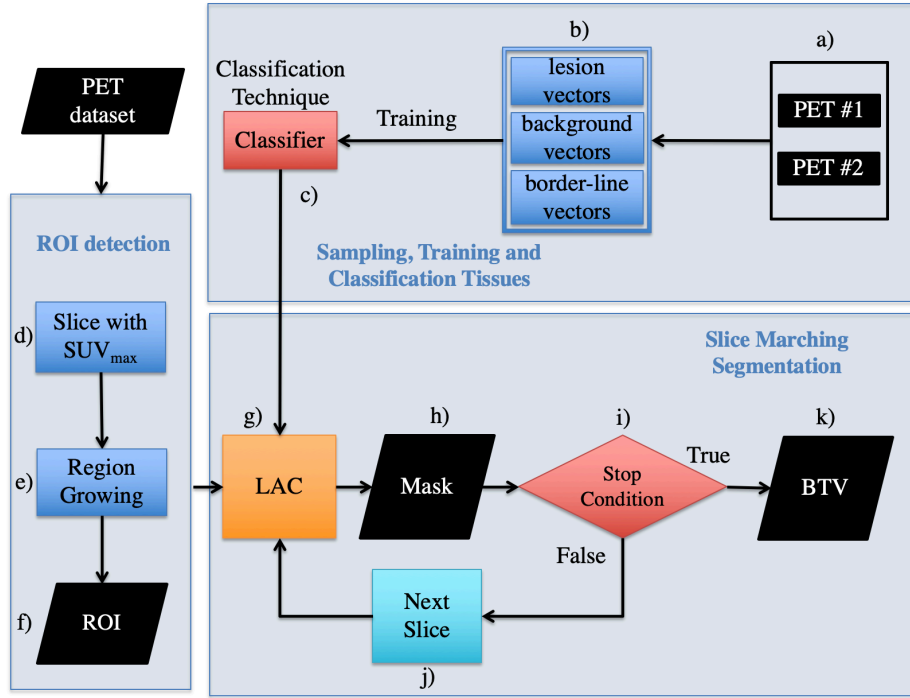 PET
dataset
ROI detection
d)
Slice with
SUVmax
e)
Region
Growing
f)
ROI
b)
a)
Classification
Technique
Classifier
c)
Training
lesion
vectors
background
vectors
border-line
vectors
PET #1
PET #2
Sampling, Training and
Classification Tissues
Slice Marching
Segmentation
g)
LAC
h)
Mask
i)
Stop
Condition
True
False
k)
BTV
Next
Slice
j)